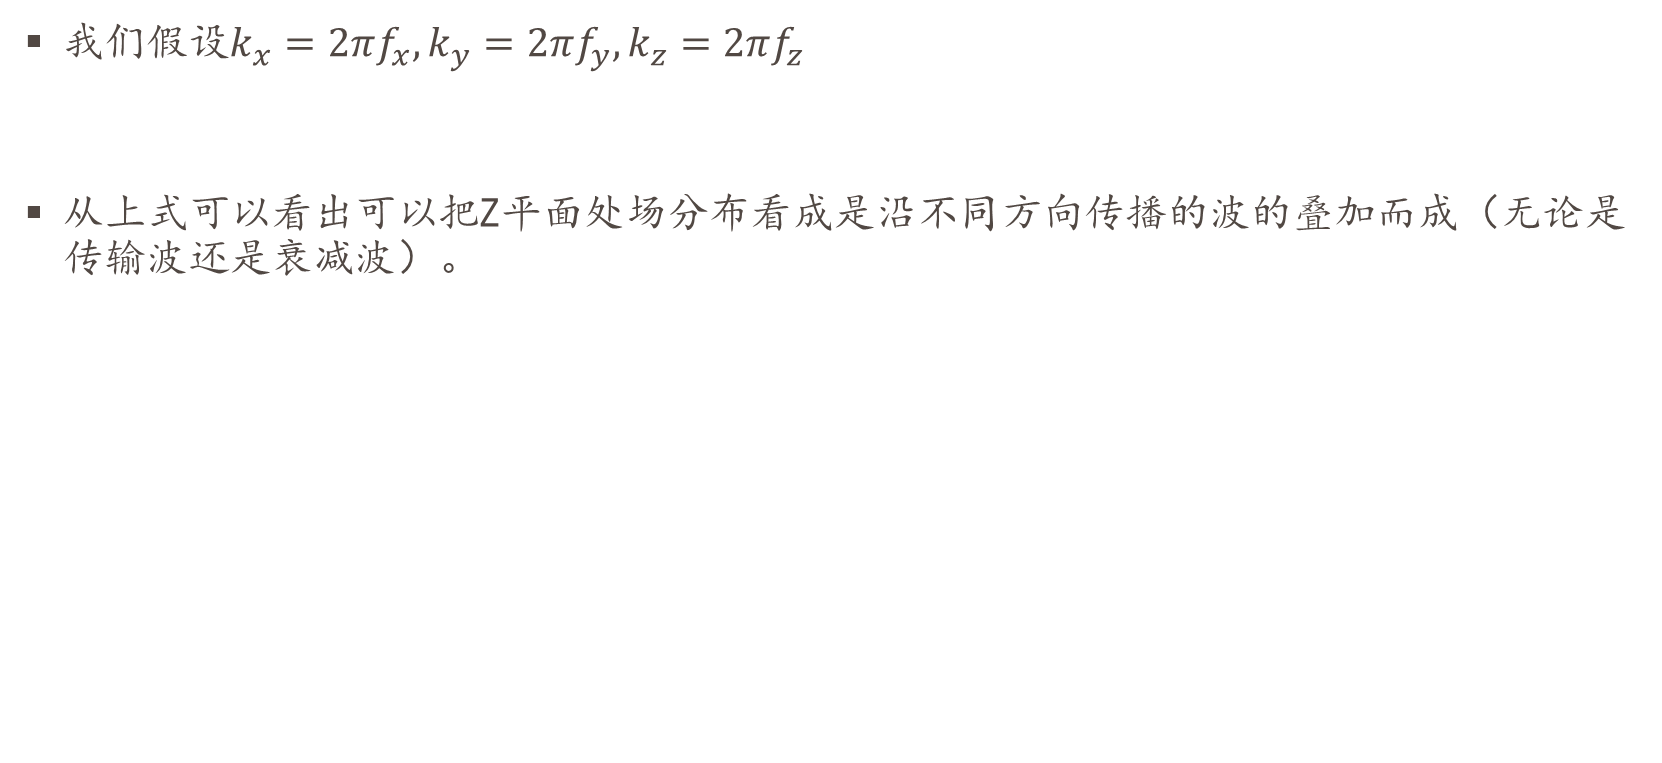 ▪ 我们假设kₓ = 2πfₓ, k_y = 2πf_y, k_z = 2πf_z
▪ 从上式可以看出可以把Z平面处场分布看成是沿不同方向传播的波的叠加而成（无论是
传输波还是衰减波）。